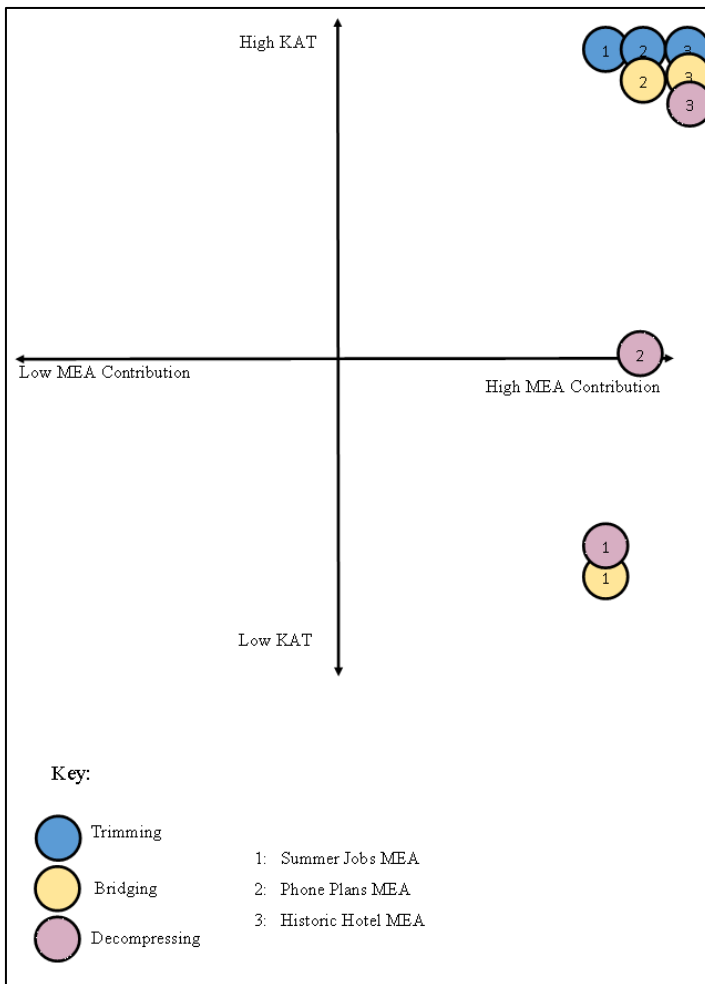 High KAT
1 2 3
2 3
3
2
Low MEA Contribution
High MEA Contribution
1
1
Low KAT
Key:
Trimming
1: Summer Jobs MEA
Bridging
2: Phone Plans MEA
3: Historic Hotel MEA
Decompressing